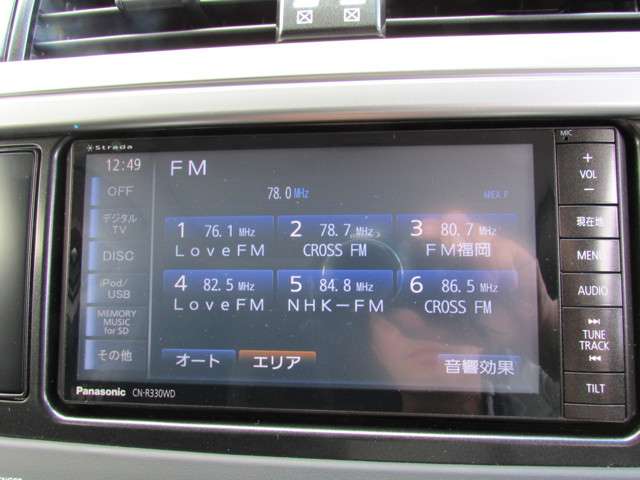 Strada
MIC
12:49
FM
OFF
78.0 MHz
+
VOL
−
デジタル
TV
1 76.1 MHz
LoveFM
2 78.7 MHz
CROSS FM
3 80.7 MHz
FM福岡
現在地
DISC
MENU
iPod/
USB
4 82.5 MHz
LoveFM
5 84.8 MHz
NHK-FM
6 86.5 MHz
CROSS FM
AUDIO
MEMORY
MUSIC
for SD
TUNE
TRACK
その他
オート
エリア
音響効果
TILT
Panasonic CN-R330WD